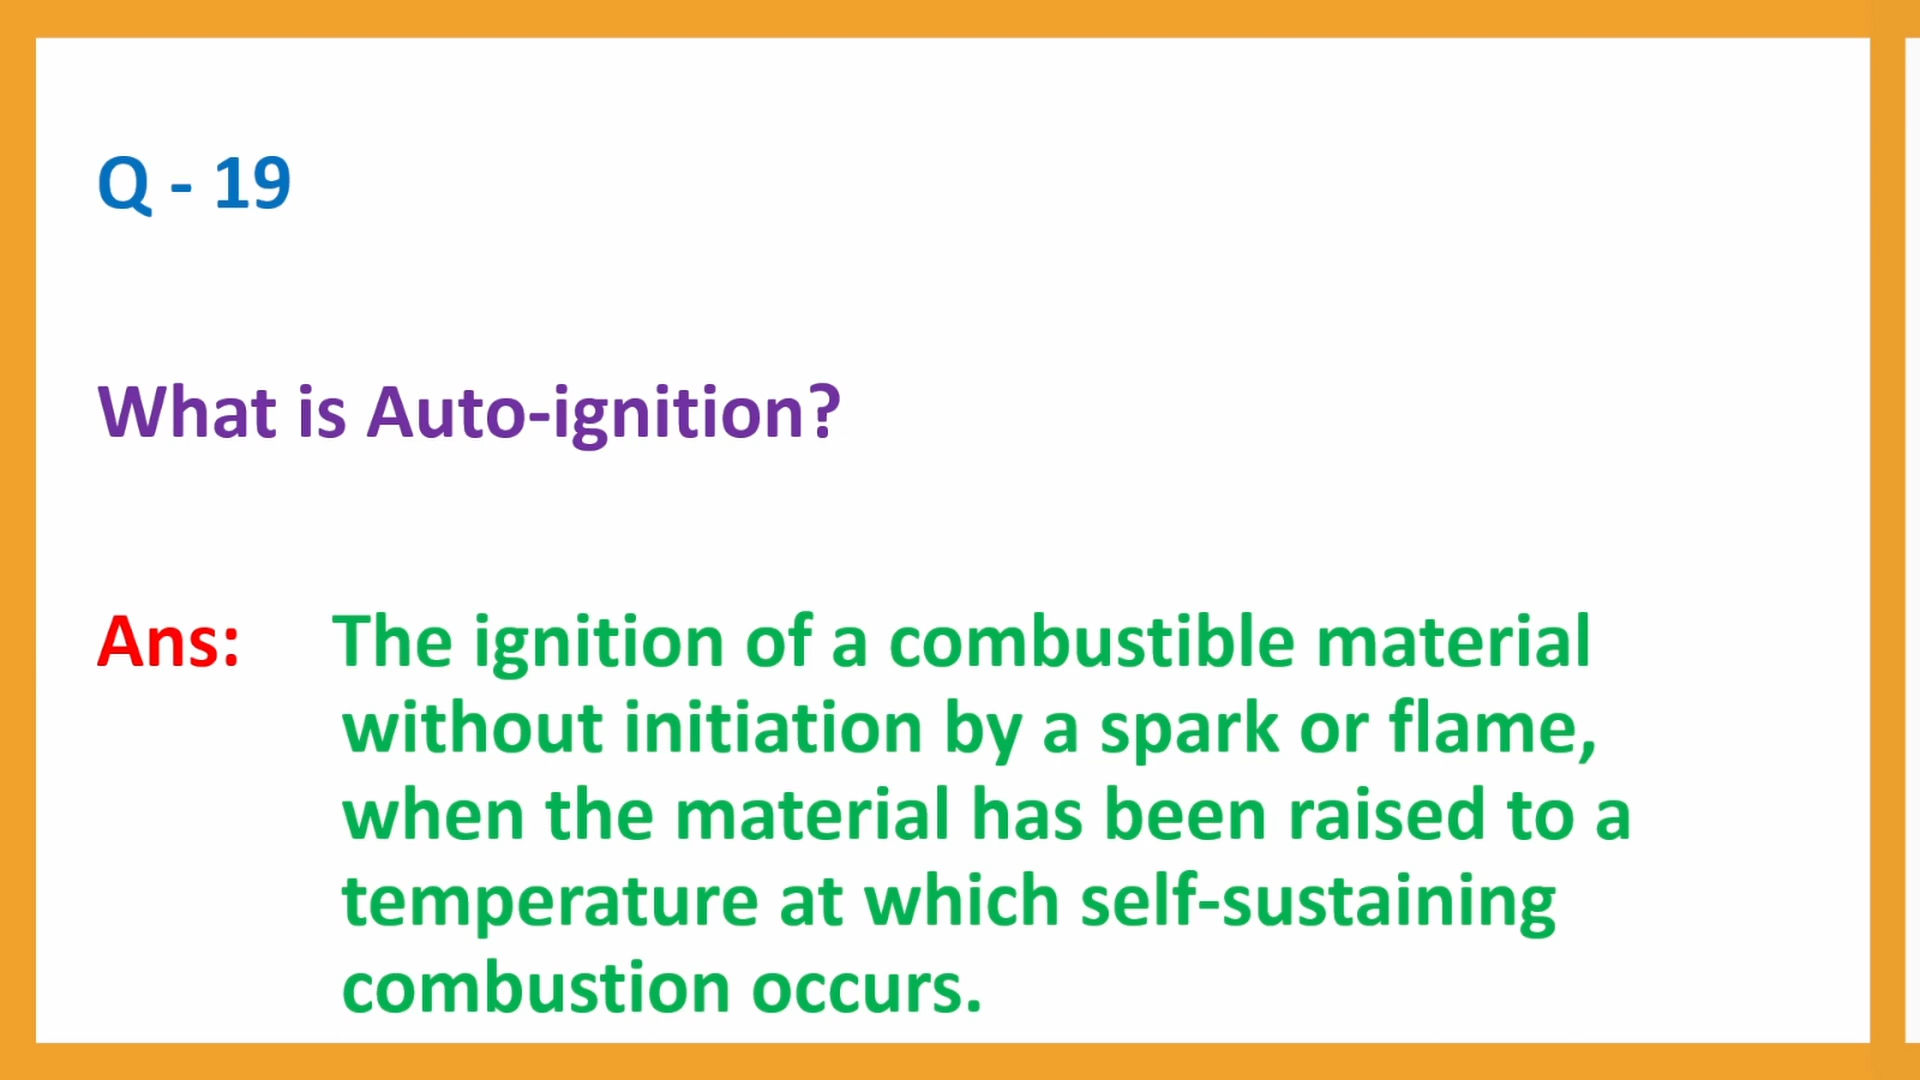 Q - 19
What is Auto-ignition?
Ans: The ignition of a combustible material
without initiation by a spark or flame,
when the material has been raised to a
temperature at which self-sustaining
combustion occurs.